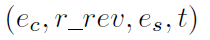 (e_c, r_rev, e_s, t)